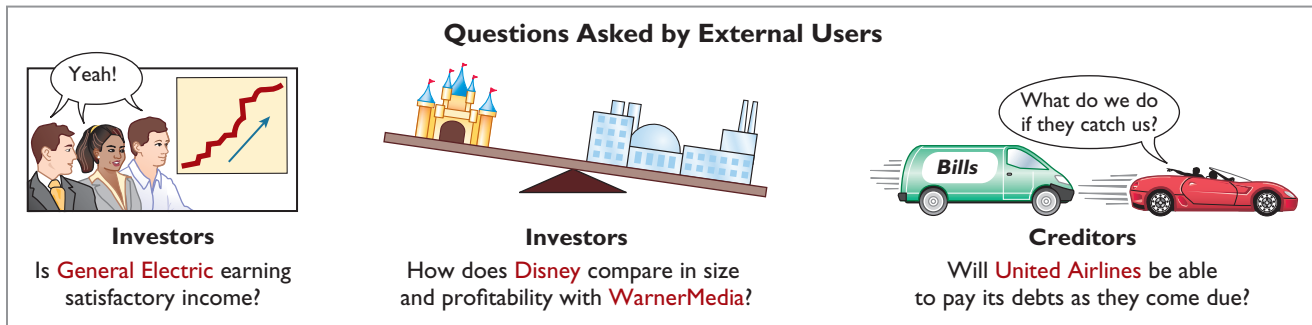 Questions Asked by External Users
Yeah!
Investors
Is General Electric earning
satisfactory income?
Investors
How does Disney compare in size
and profitability with WarnerMedia?
What do we do
if they catch us?
Bills
Creditors
Will United Airlines be able
to pay its debts as they come due?